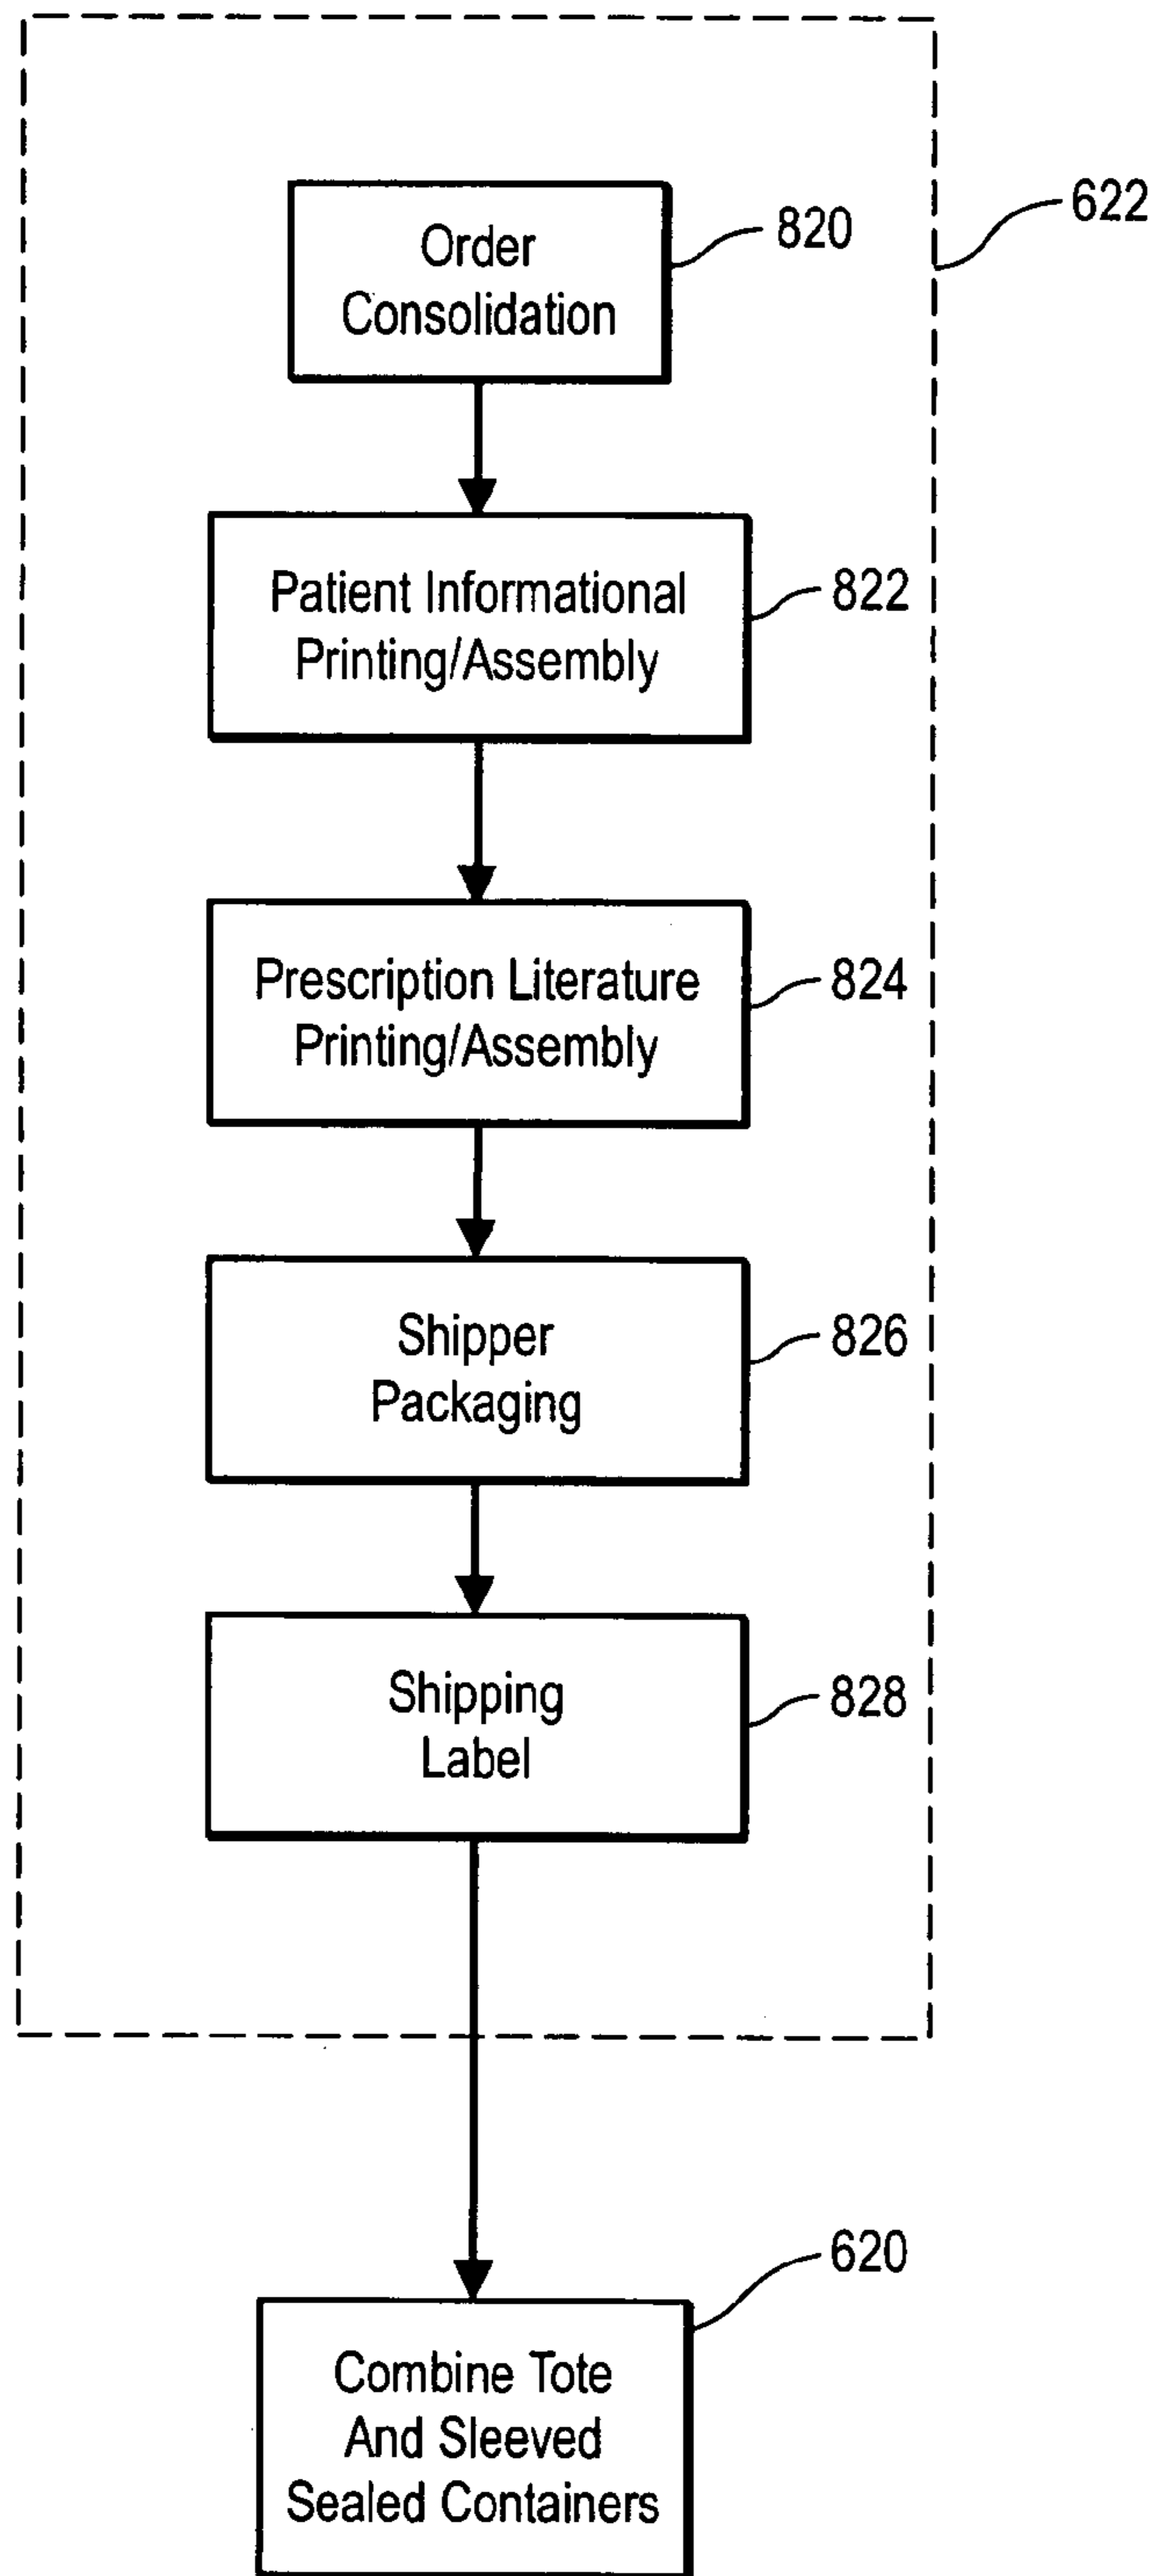 622
Order
Consolidation
820
Patient Informational
Printing/Assembly
822
Prescription Literature
Printing/Assembly
824
Shipper
Packaging
826
Shipping
Label
828
620
Combine Tote
And Sleeved
Sealed Containers